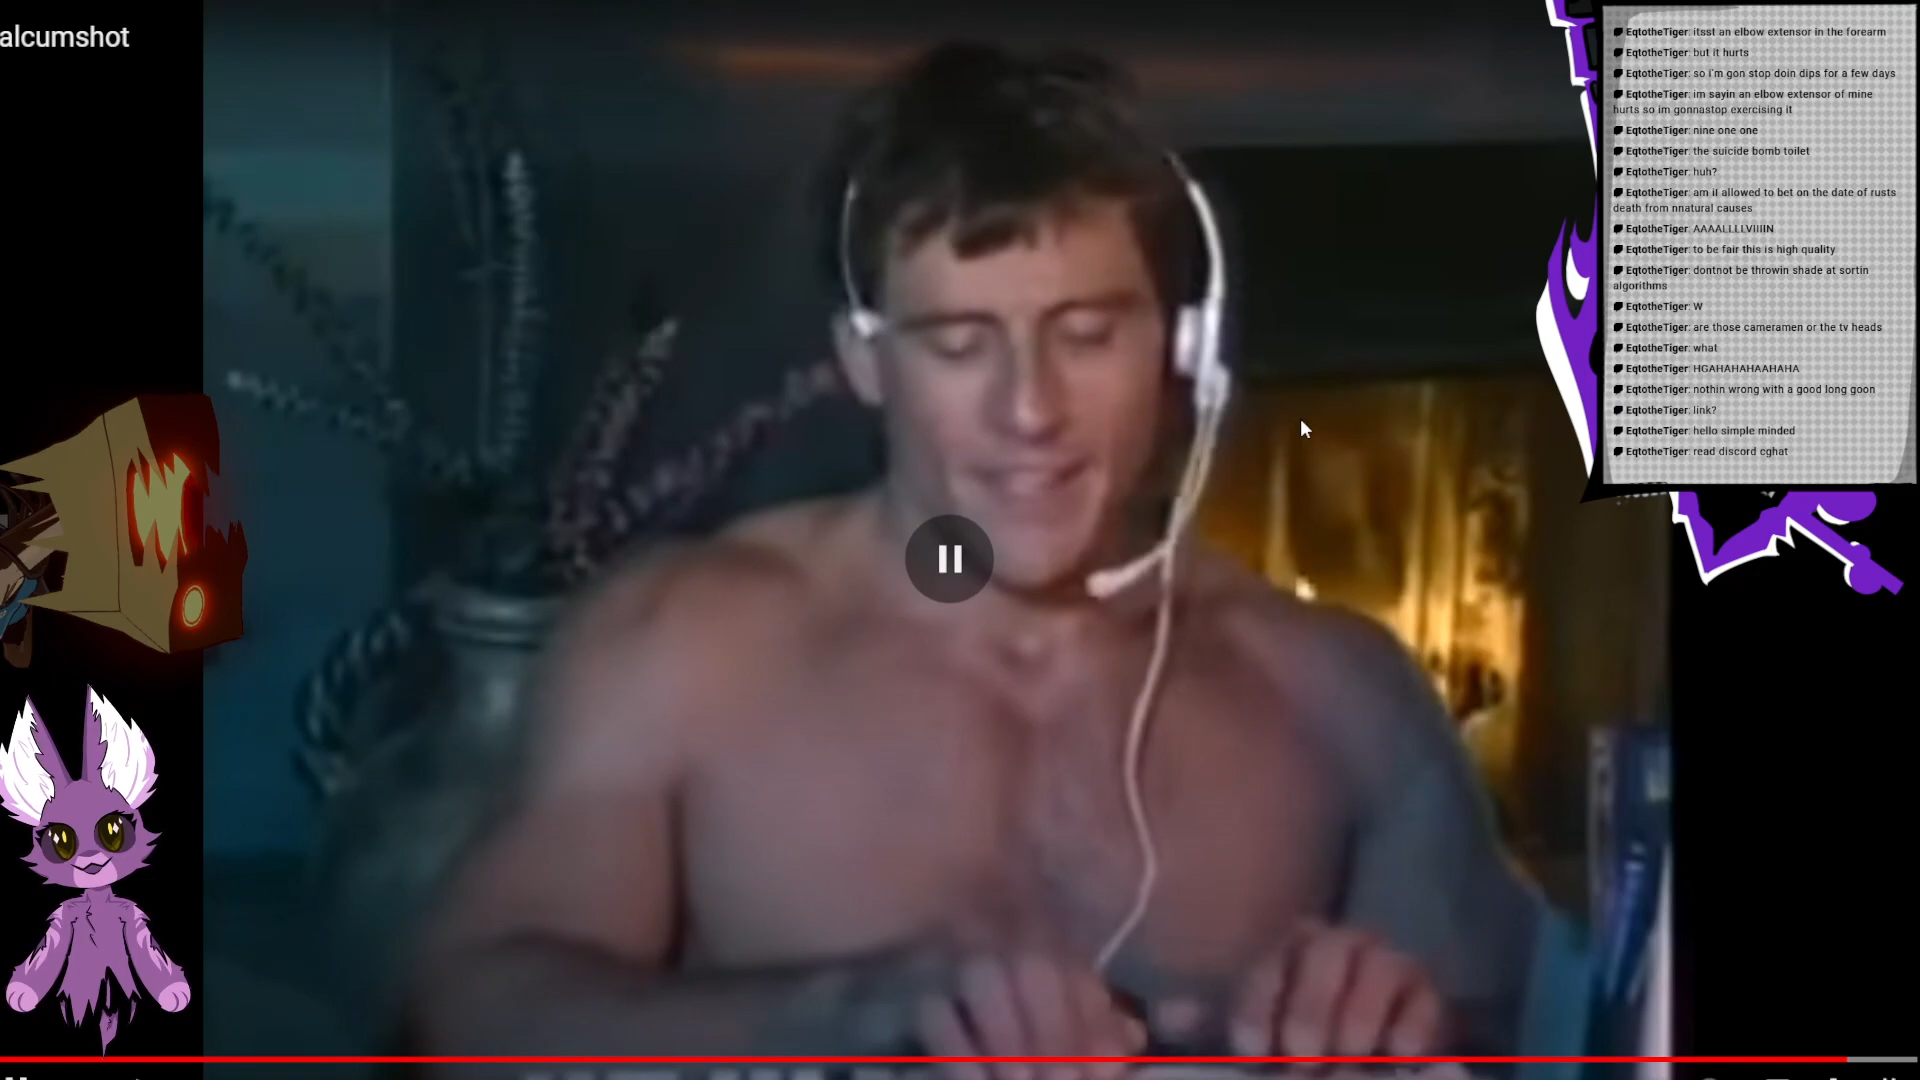 alcumshot
EqtotheTiger: itsst an elbow extensor in the forearm
EqtotheTiger: but it hurts
EqtotheTiger: so i'm gon stop doin dips for a few days
EqtotheTiger: im sayin an elbow extensor of mine
hurts so im gonnastop exercising it
EqtotheTiger: nine one one
EqtotheTiger: the suicide bomb toilet
EqtotheTiger: huh?
EqtotheTiger: am iI allowed to bet on the date of rusts
death from nnatural causes
EqtotheTiger: AAAALLLLVIIIIN
EqtotheTiger: to be fair this is high quality
EqtotheTiger: dontnot be throwin shade at sortin
algorithms
EqtotheTiger: W
EqtotheTiger: are those cameramen or the tv heads
EqtotheTiger: what
EqtotheTiger: HGAHAHAHAAHAHA
EqtotheTiger: nothin wrong with a good long goon
EqtotheTiger: link?
EqtotheTiger: hello simple minded
EqtotheTiger: read discord cghat